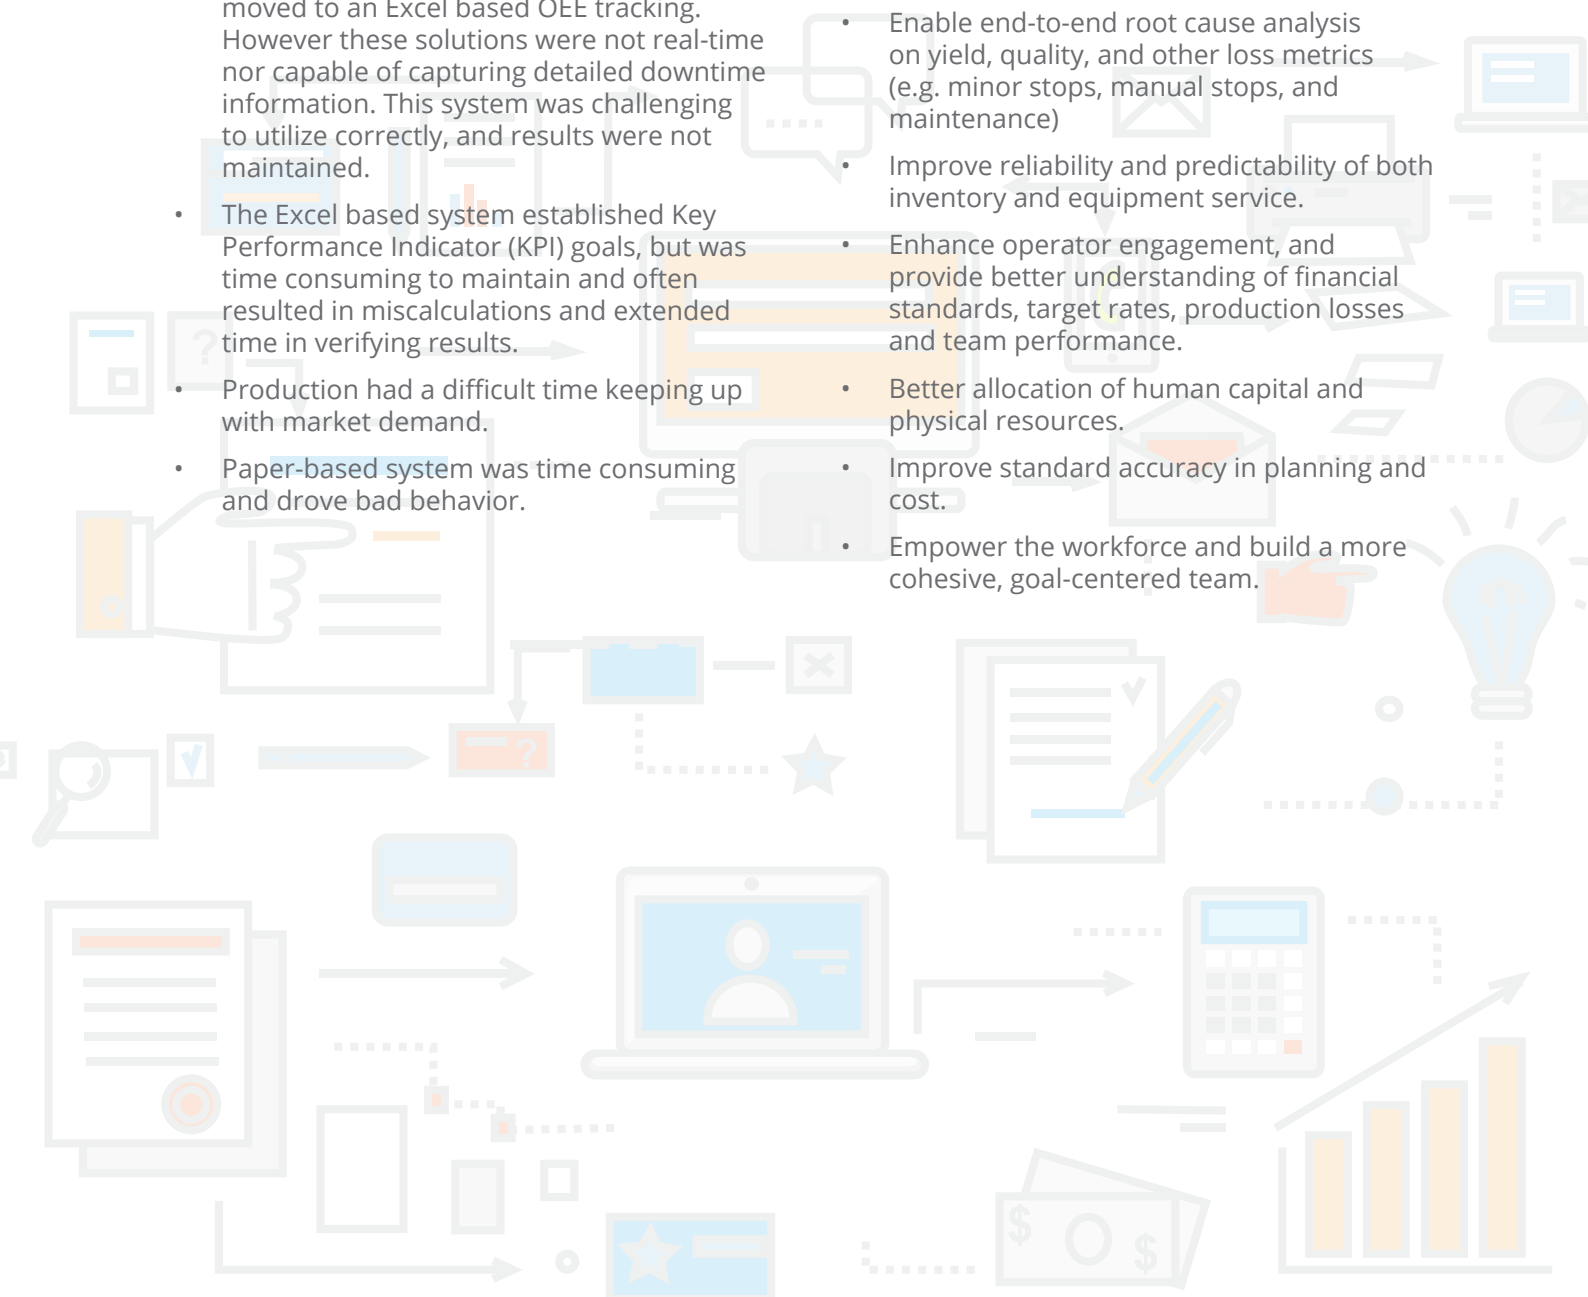 moved to an Excel based OEE tracking.
However these solutions were not real-time
nor capable of capturing detailed downtime
information. This system was challenging
to utilize correctly, and results were not
maintained.
• The Excel based system established Key
Performance Indicator (KPI) goals, but was
time consuming to maintain and often
resulted in miscalculations and extended
time in verifying results.
• Production had a difficult time keeping up
with market demand.
• Paper-based system was time consuming
and drove bad behavior.
• Enable end-to-end root cause analysis
on yield, quality, and other loss metrics
(e.g. minor stops, manual stops, and
maintenance)
• Improve reliability and predictability of both
inventory and equipment service.
• Enhance operator engagement, and
provide better understanding of financial
standards, target rates, production losses
and team performance.
• Better allocation of human capital and
physical resources.
• Improve standard accuracy in planning and
cost.
• Empower the workforce and build a more
cohesive, goal-centered team.
?
?
$
$